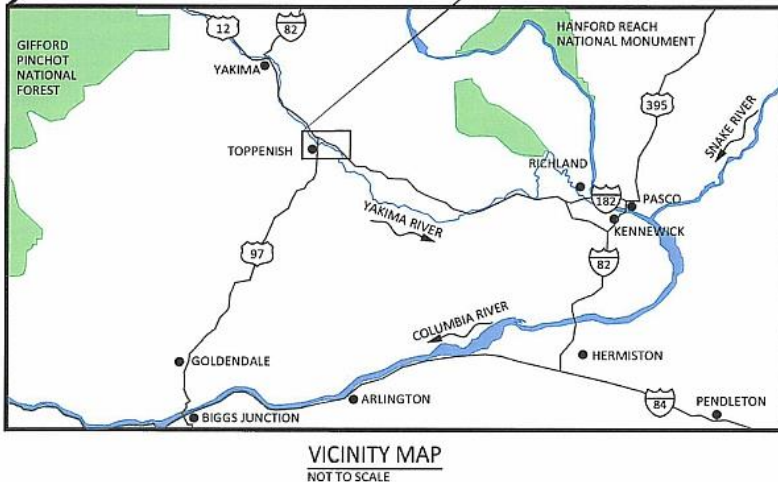 GIFFORD
PINCHOT
NATIONAL
FOREST
12
82
YAKIMA
HANFORD REACH
NATIONAL MONUMENT
395
SNAKE RIVER
TOPPENISH
RICHLAND
182
PASCO
KENNEWICK
YAKIMA RIVER
97
82
COLUMBIA RIVER
GOLDENDALE
HERMISTON
ARLINGTON
84
PENDLETON
BIGGS JUNCTION
VICINITY MAP
NOT TO SCALE